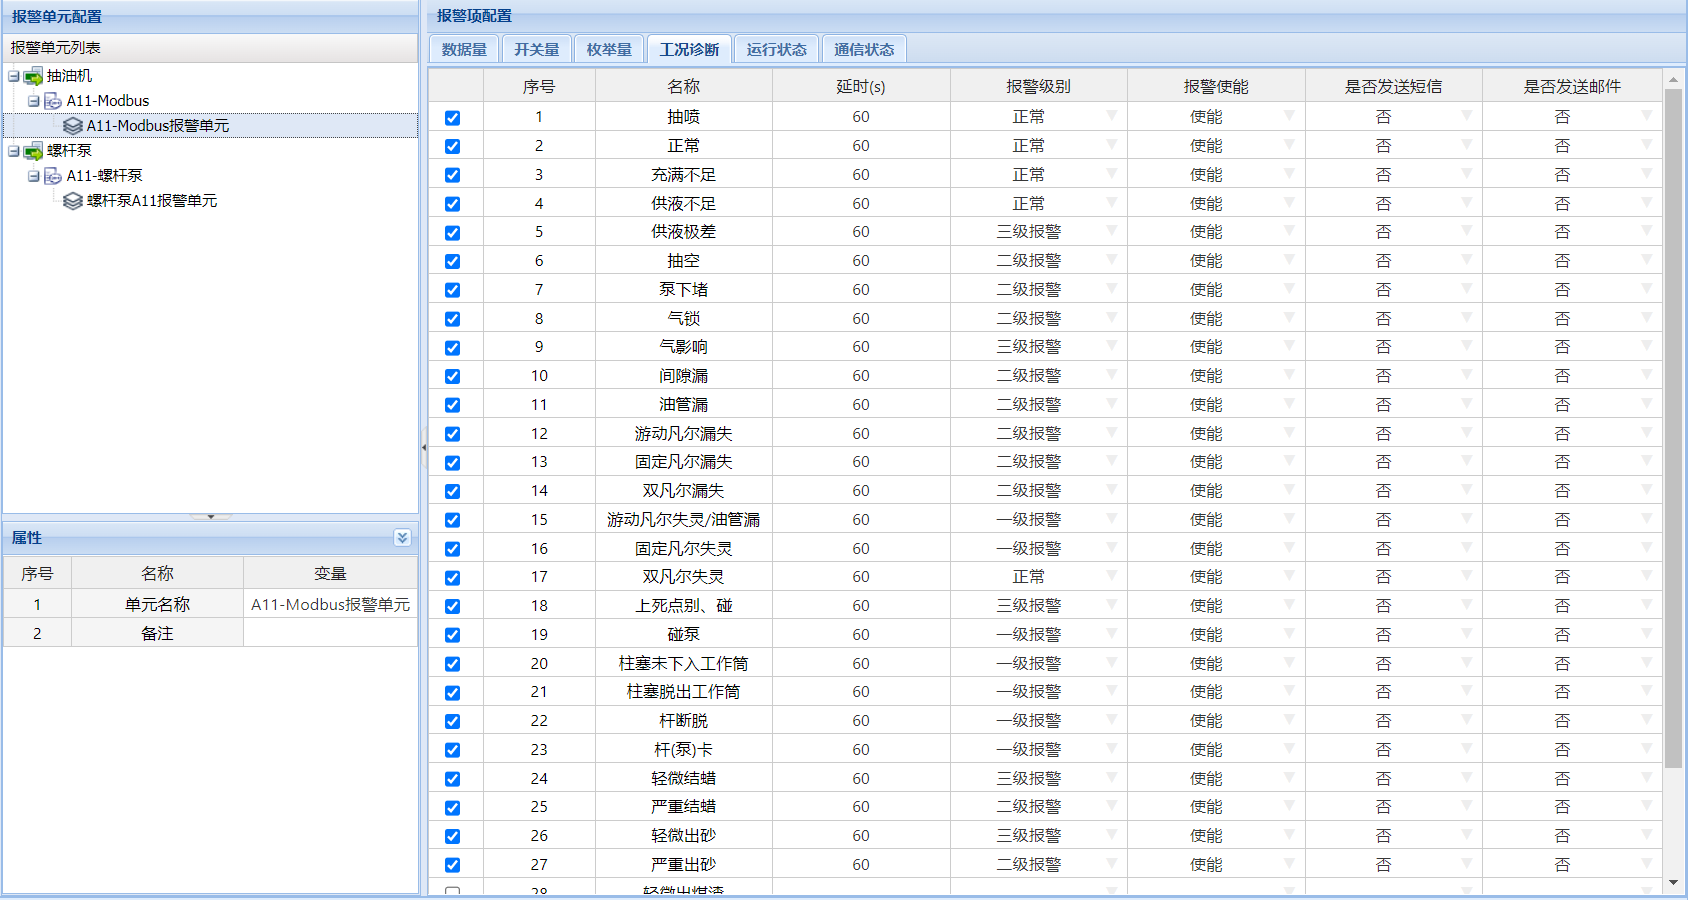 报警单元配置
报警单元列表
抽油机
A11-Modbus
A11-Modbus报警单元
螺杆泵
A11-螺杆泵
螺杆泵A11报警单元
属性
序号 名称 变量
1 单元名称 A11-Modbus报警单元
2 备注
报警项配置
数据量 开关量 枚举量 工况诊断 运行状态 通信状态
序号 名称 延时(s) 报警级别 报警使能 是否发送短信 是否发送邮件
1 抽喷 60 正常 使能 否 否
2 正常 60 正常 使能 否 否
3 充满不足 60 正常 使能 否 否
4 供液不足 60 正常 使能 否 否
5 供液极差 60 三级报警 使能 否 否
6 抽空 60 二级报警 使能 否 否
7 泵下堵 60 二级报警 使能 否 否
8 气锁 60 二级报警 使能 否 否
9 气影响 60 三级报警 使能 否 否
10 间隙漏 60 二级报警 使能 否 否
11 油管漏 60 二级报警 使能 否 否
12 游动凡尔漏失 60 二级报警 使能 否 否
13 固定凡尔漏失 60 二级报警 使能 否 否
14 双凡尔漏失 60 二级报警 使能 否 否
15 游动凡尔失灵/油管漏 60 一级报警 使能 否 否
16 固定凡尔失灵 60 一级报警 使能 否 否
17 双凡尔失灵 60 正常 使能 否 否
18 上死点别、碰 60 三级报警 使能 否 否
19 碰泵 60 一级报警 使能 否 否
20 柱塞未下入工作筒 60 一级报警 使能 否 否
21 柱塞脱出工作筒 60 一级报警 使能 否 否
22 杆断脱 60 一级报警 使能 否 否
23 杆(泵)卡 60 一级报警 使能 否 否
24 轻微结蜡 60 三级报警 使能 否 否
25 严重结蜡 60 二级报警 使能 否 否
26 轻微出砂 60 三级报警 使能 否 否
27 严重出砂 60 二级报警 使能 否 否
28 轻微出煤渣